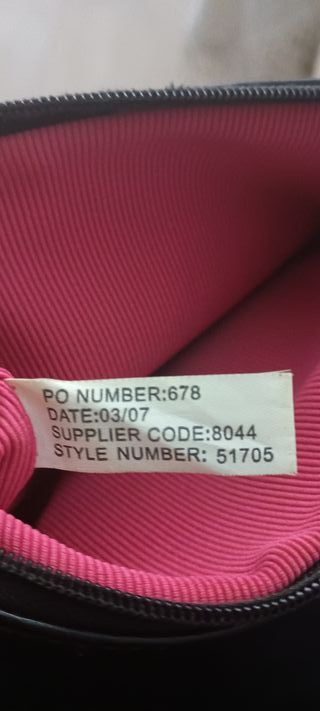 PO NUMBER:678
DATE:03/07
SUPPLIER CODE:8044
STYLE NUMBER: 51705